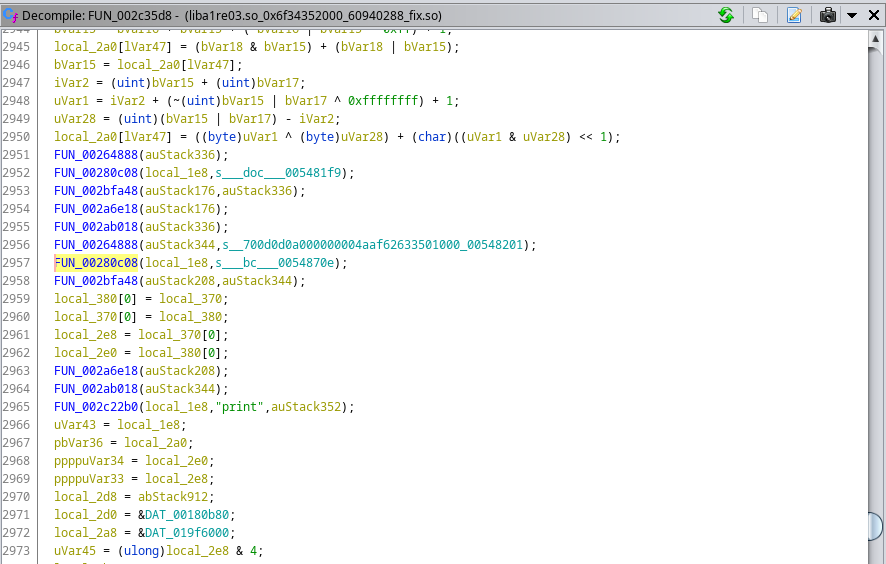 Decompile: FUN_002c35d8 - (liba1re03.so_0x6f34352000_60940288_fix.so)
2945 local_2a0[lVar47] = (bVar18 & bVar15) + (bVar18 | bVar15);
2946 bVar15 = local_2a0[lVar47];
2947 iVar2 = (uint)bVar15 + (uint)bVar17;
2948 uVar1 = iVar2 + (~(uint)bVar15 | bVar17 ^ 0xffffffff) + 1;
2949 uVar28 = (uint)(bVar15 | bVar17) - iVar2;
2950 local_2a0[lVar47] = ((byte)uVar1 ^ (byte)uVar28) + (char)((uVar1 & uVar28) << 1);
2951 FUN_00264888(auStack336);
2952 FUN_00280c08(local_1e8,s___doc___005481f9);
2953 FUN_002bfa48(auStack176,auStack336);
2954 FUN_002a6e18(auStack176);
2955 FUN_002ab018(auStack336);
2956 FUN_00264888(auStack344,s__700d0d0a000000004aaf62633501000_00548201);
2957 FUN_00280c08(local_1e8,s___bc___0054870e);
2958 FUN_002bfa48(auStack208,auStack344);
2959 local_380[0] = local_370;
2960 local_370[0] = local_380;
2961 local_2e8 = local_370[0];
2962 local_2e0 = local_380[0];
2963 FUN_002a6e18(auStack208);
2964 FUN_002ab018(auStack344);
2965 FUN_002c22b0(local_1e8,"print",auStack352);
2966 uVar43 = local_1e8;
2967 pbVar36 = local_2a0;
2968 ppppuVar34 = local_2e0;
2969 ppppuVar33 = local_2e8;
2970 local_2d8 = abStack912;
2971 local_2d0 = &DAT_00180b80;
2972 local_2a8 = &DAT_019f6000;
2973 uVar45 = (ulong)local_2e8 & 4;